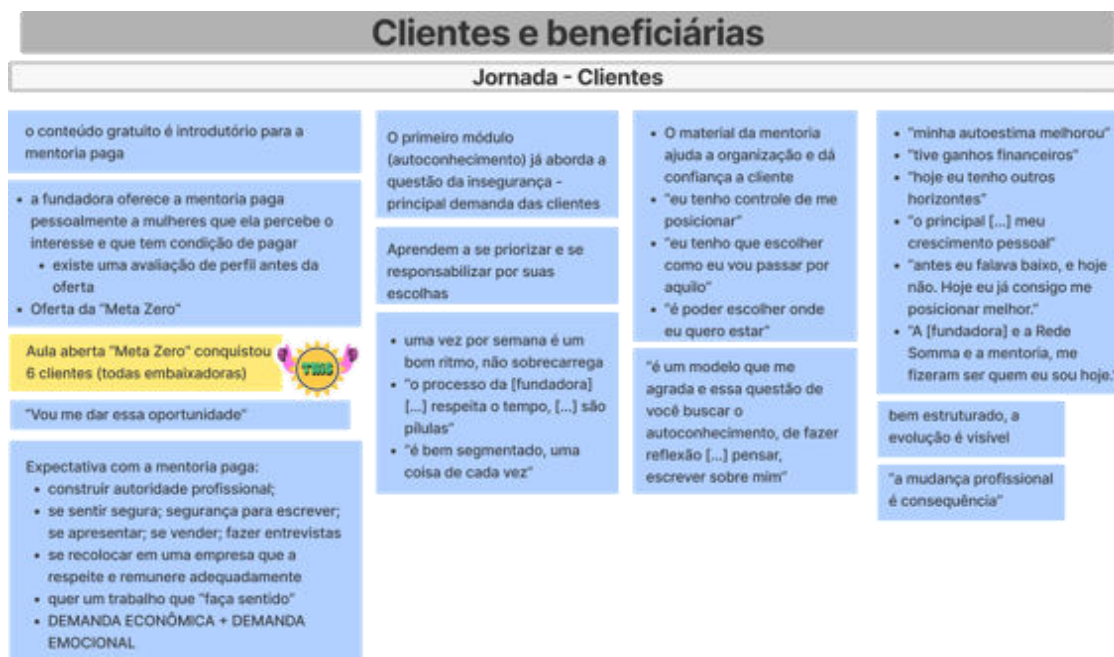 Clientes e beneficiárias
Jornada - Clientes
o conteúdo gratuito é introdutório para a
mentoria paga
• a fundadora oferece a mentoria paga
pessoalmente a mulheres que ela percebe o
interesse e que tem condição de pagar
• existe uma avaliação de perfil antes da
oferta
• Oferta da "Meta Zero"
Aula aberta "Meta Zero" conquistou
6 clientes (todas embaixadoras)
"Vou me dar essa oportunidade"
Expectativa com a mentoria paga:
• construir autoridade profissional;
• se sentir segura; segurança para escrever;
se apresentar; se vender; fazer entrevistas
• se recolocar em uma empresa que a
respeite e remunere adequadamente
• quer um trabalho que "faça sentido"
• DEMANDA ECONÔMICA + DEMANDA
EMOCIONAL
O primeiro módulo
(autoconhecimento) já aborda a
questão da insegurança -
principal demanda das clientes
Aprendem a se priorizar e se
responsabilizar por suas
escolhas
• uma vez por semana é um
bom ritmo, não sobrecarrega
• "o processo da [fundadora]
[...] respeita o tempo, [...] são
pílulas"
• "é bem segmentado, uma
coisa de cada vez"
• O material da mentoria
ajuda a organização e dá
confiança a cliente
• "eu tenho controle de me
posicionar"
• "eu tenho que escolher
como eu vou passar por
aquilo"
• "é poder escolher onde
eu quero estar"
"é um modelo que me
agrada e essa questão de
você buscar o
autoconhecimento, de fazer
reflexão [...] pensar,
escrever sobre mim"
• "minha autoestima melhorou"
• "tive ganhos financeiros"
• "hoje eu tenho outros
horizontes"
• "o principal [...] meu
crescimento pessoal"
• "antes eu falava baixo, e hoje
não. Hoje eu já consigo me
posicionar melhor."
• "A [fundadora] e a Rede
Somma e a mentoria, me
fizeram ser quem eu sou hoje."
bem estruturado, a
evolução é visível
"a mudança profissional
é consequência"